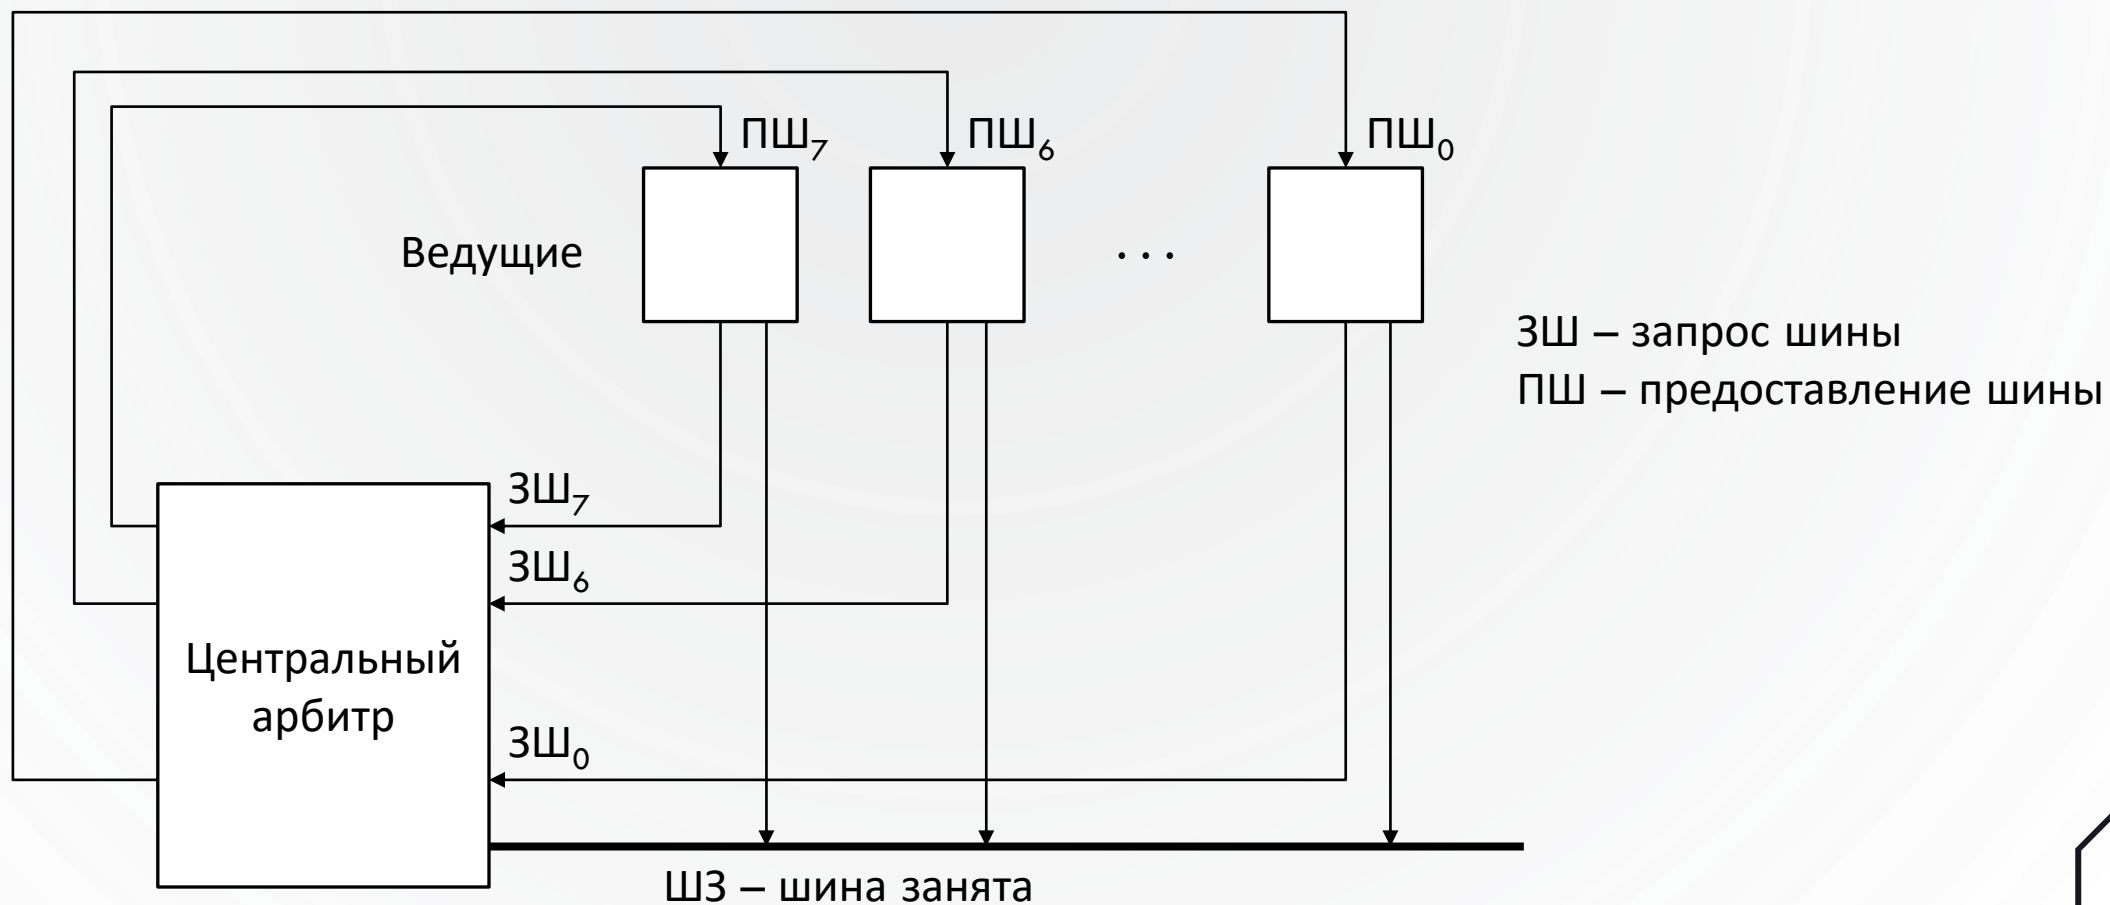 ПШ₇
ПШ₆
ПШ₀
Ведущие
. . .
ЗШ – запрос шины
ПШ – предоставление шины
ЗШ₇
ЗШ₆
Центральный
арбитр
ЗШ₀
ШЗ – шина занята